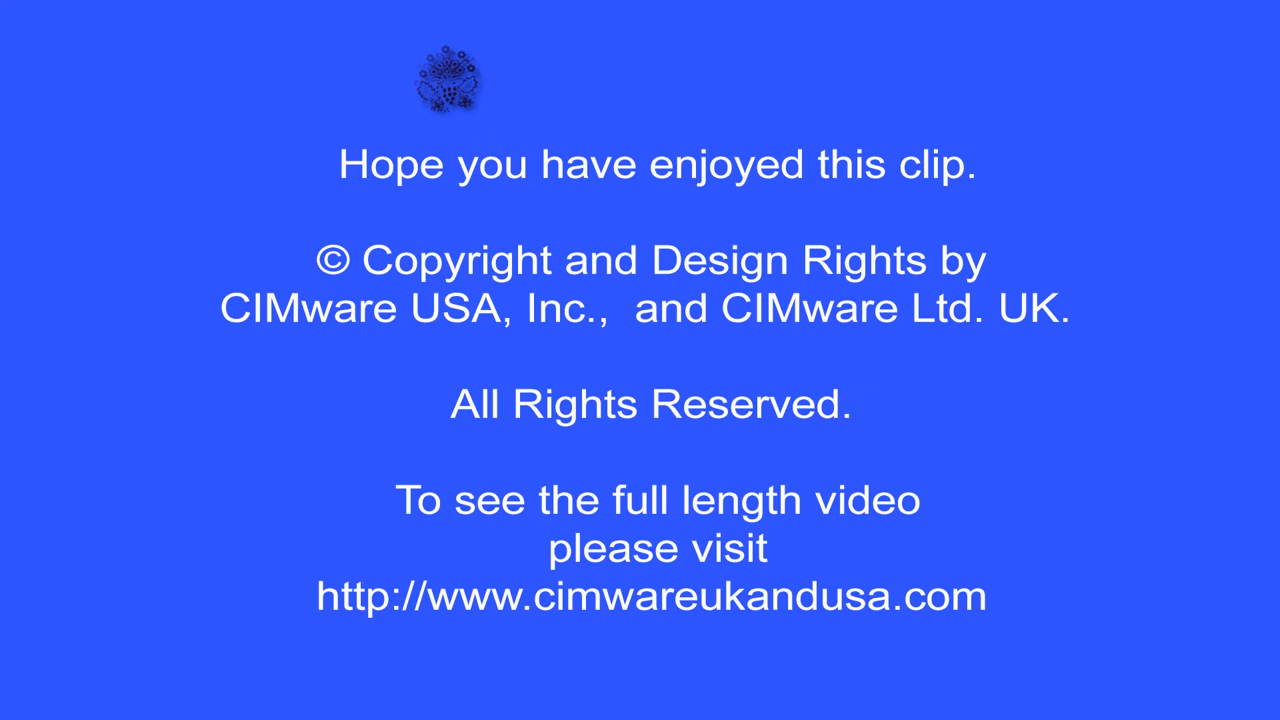 Hope you have enjoyed this clip.
© Copyright and Design Rights by
CIMware USA, Inc.,  and CIMware Ltd. UK.
All Rights Reserved.
To see the full length video
please visit
http://www.cimwareukandusa.com